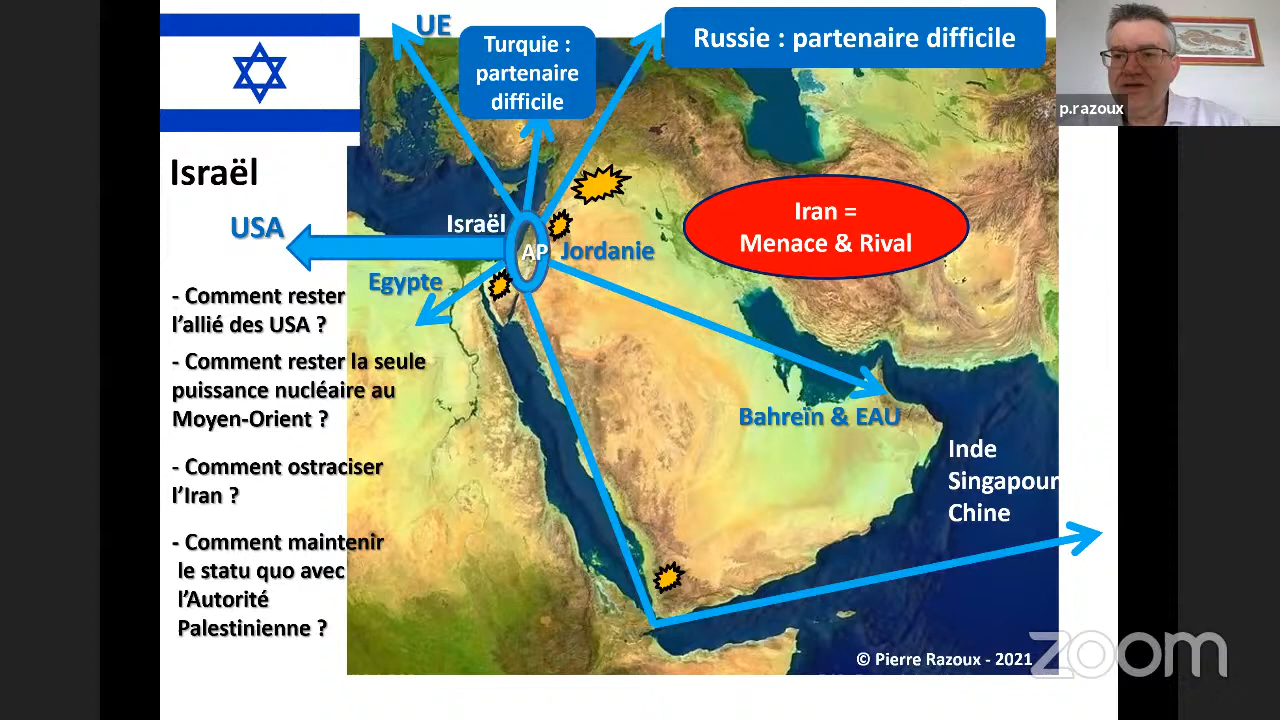 UE
Turquie :
partenaire
difficile
Russie : partenaire difficile
p.razoux
Israël
USA
Israël
AP
Jordanie
Iran =
Menace & Rival
Egypte
- Comment rester
l'allié des USA ?
- Comment rester la seule
puissance nucléaire au
Moyen-Orient ?
- Comment ostraciser
l'Iran ?
- Comment maintenir
le statu quo avec
l'Autorité
Palestinienne ?
Bahreïn & EAU
Inde
Singapour
Chine
© Pierre Razoux - 2021
zoom